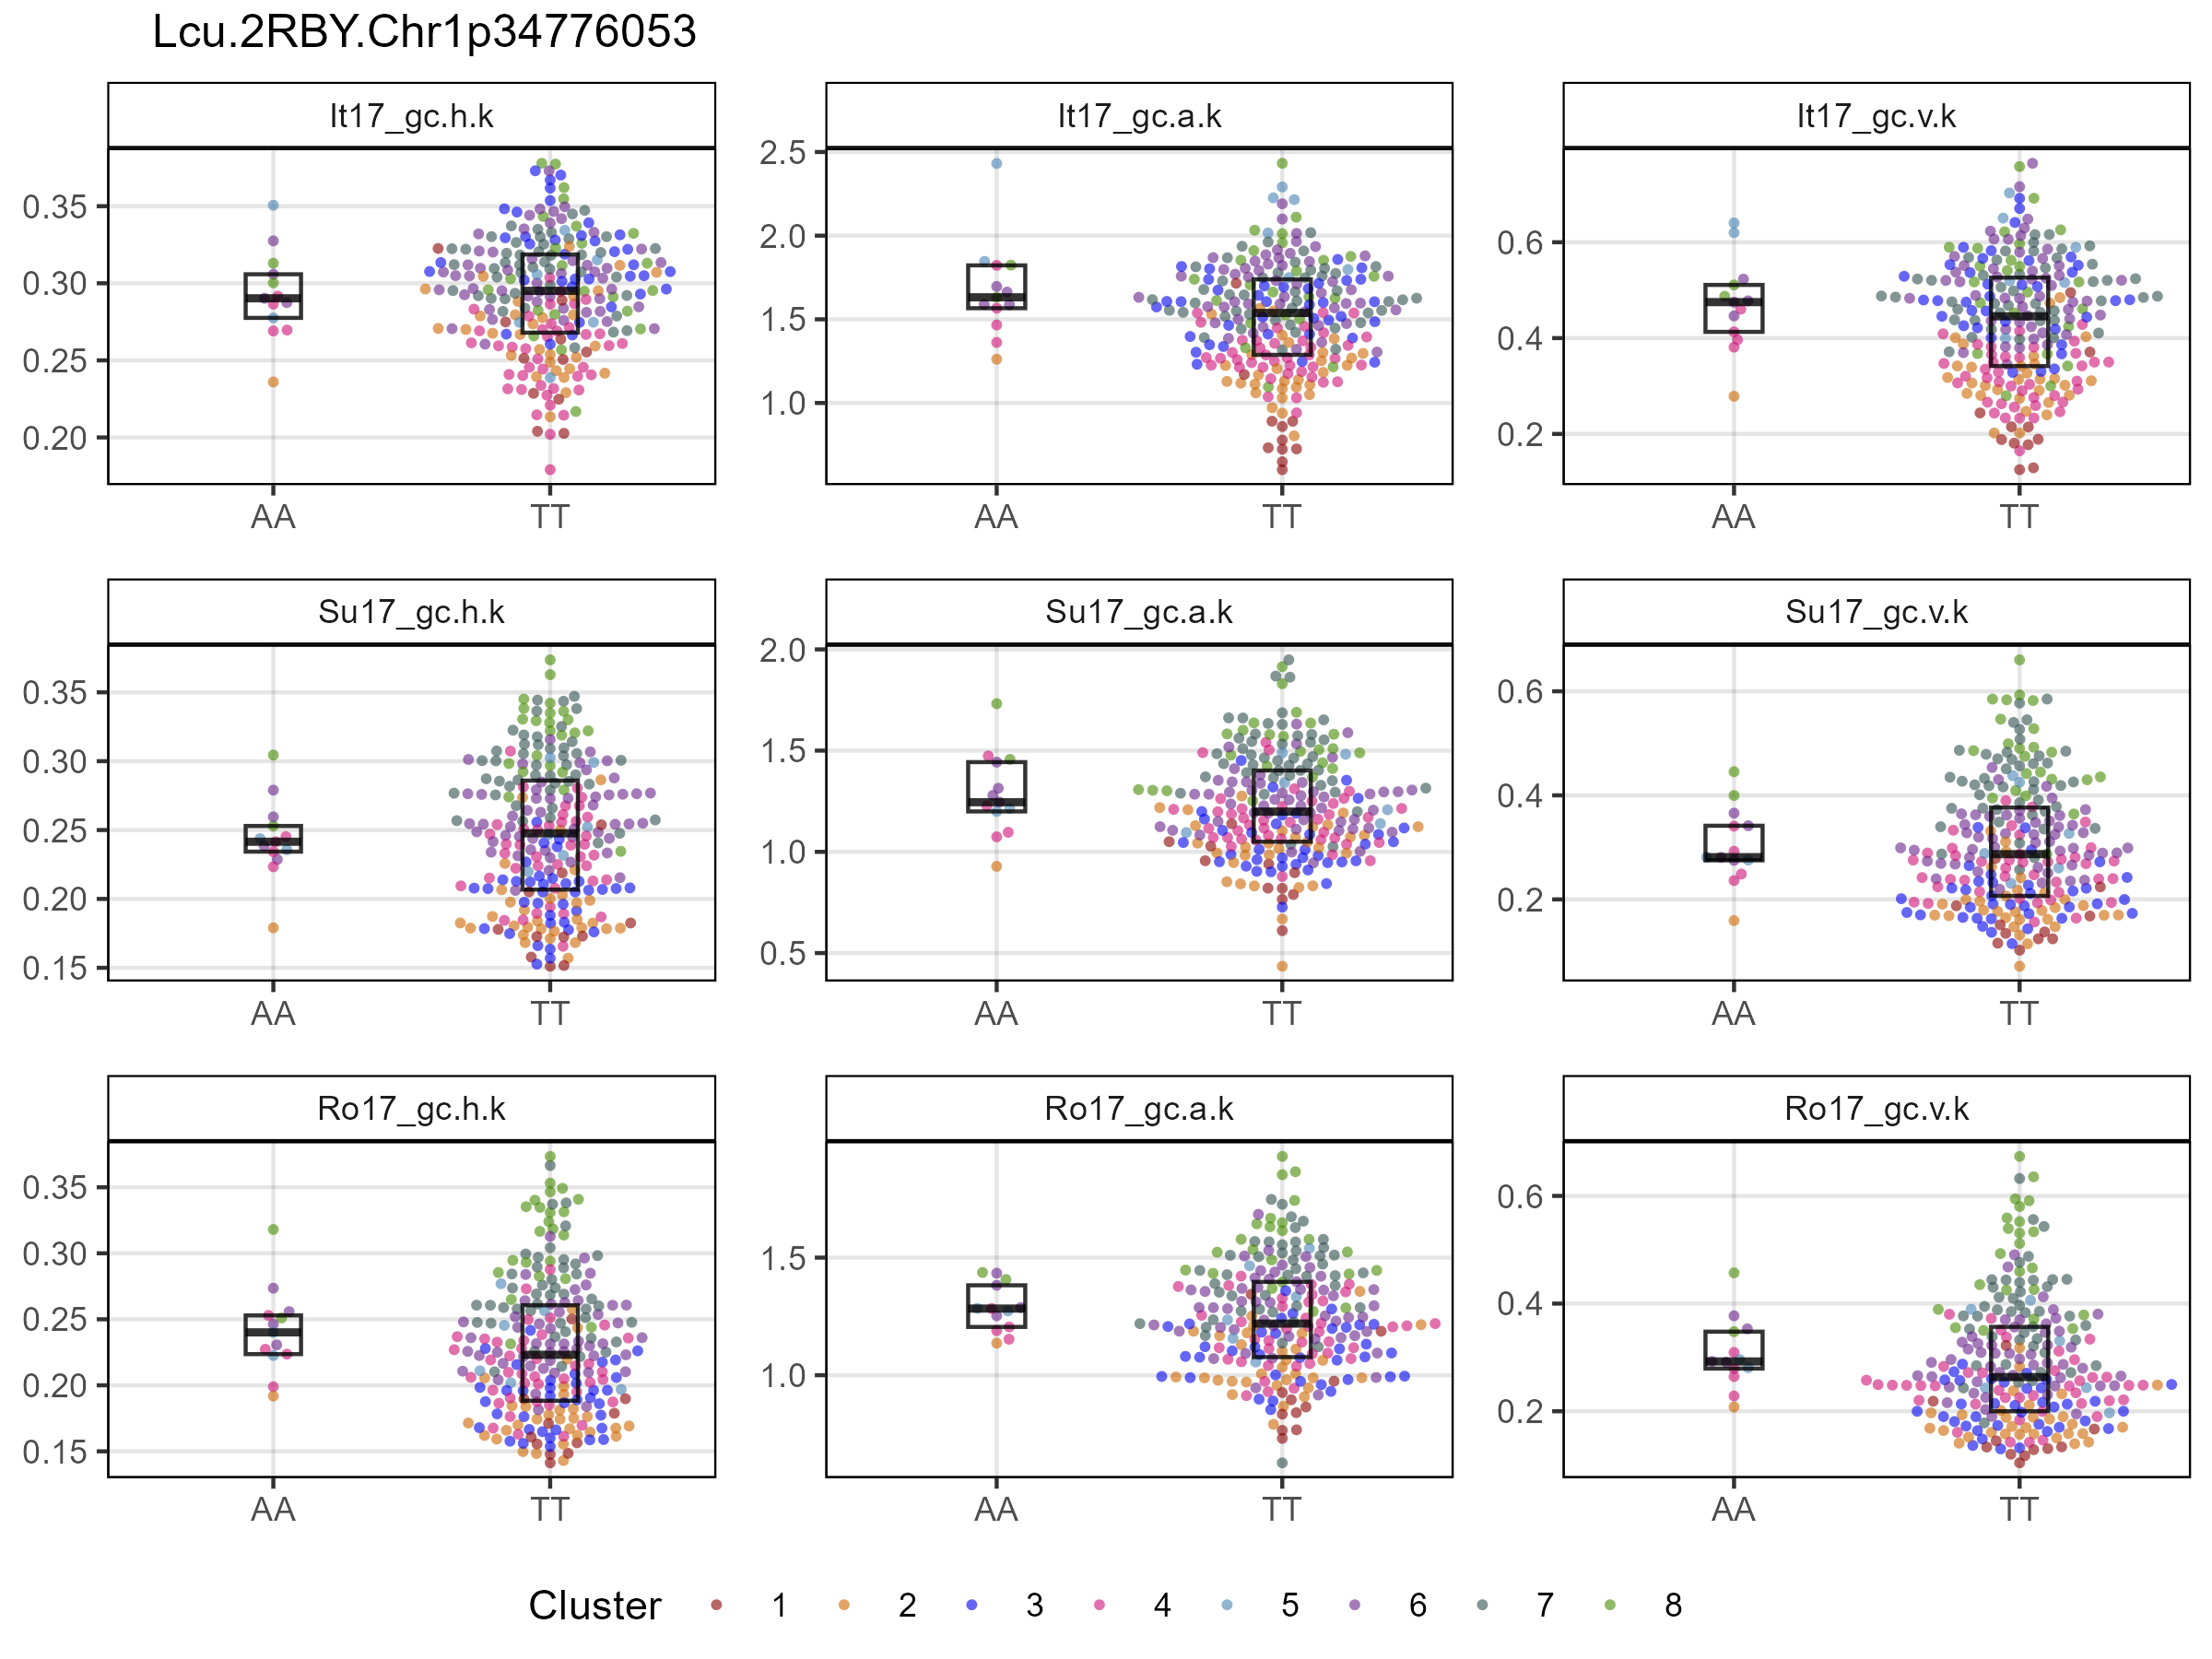 Lcu.2RBY.Chr1p34776053
It17_gc.h.k
It17_gc.a.k
It17_gc.v.k
0.35
0.30
0.25
0.20
2.5
2.0
1.5
1.0
0.6
0.4
0.2
AA TT
AA TT
AA TT
Su17_gc.h.k
Su17_gc.a.k
Su17_gc.v.k
0.35
0.30
0.25
0.20
0.15
2.0
1.5
1.0
0.5
0.6
0.4
0.2
AA TT
AA TT
AA TT
Ro17_gc.h.k
Ro17_gc.a.k
Ro17_gc.v.k
0.35
0.30
0.25
0.20
0.15
1.5
1.0
0.6
0.4
0.2
AA TT
AA TT
AA TT
Cluster 1 2 3 4 5 6 7 8